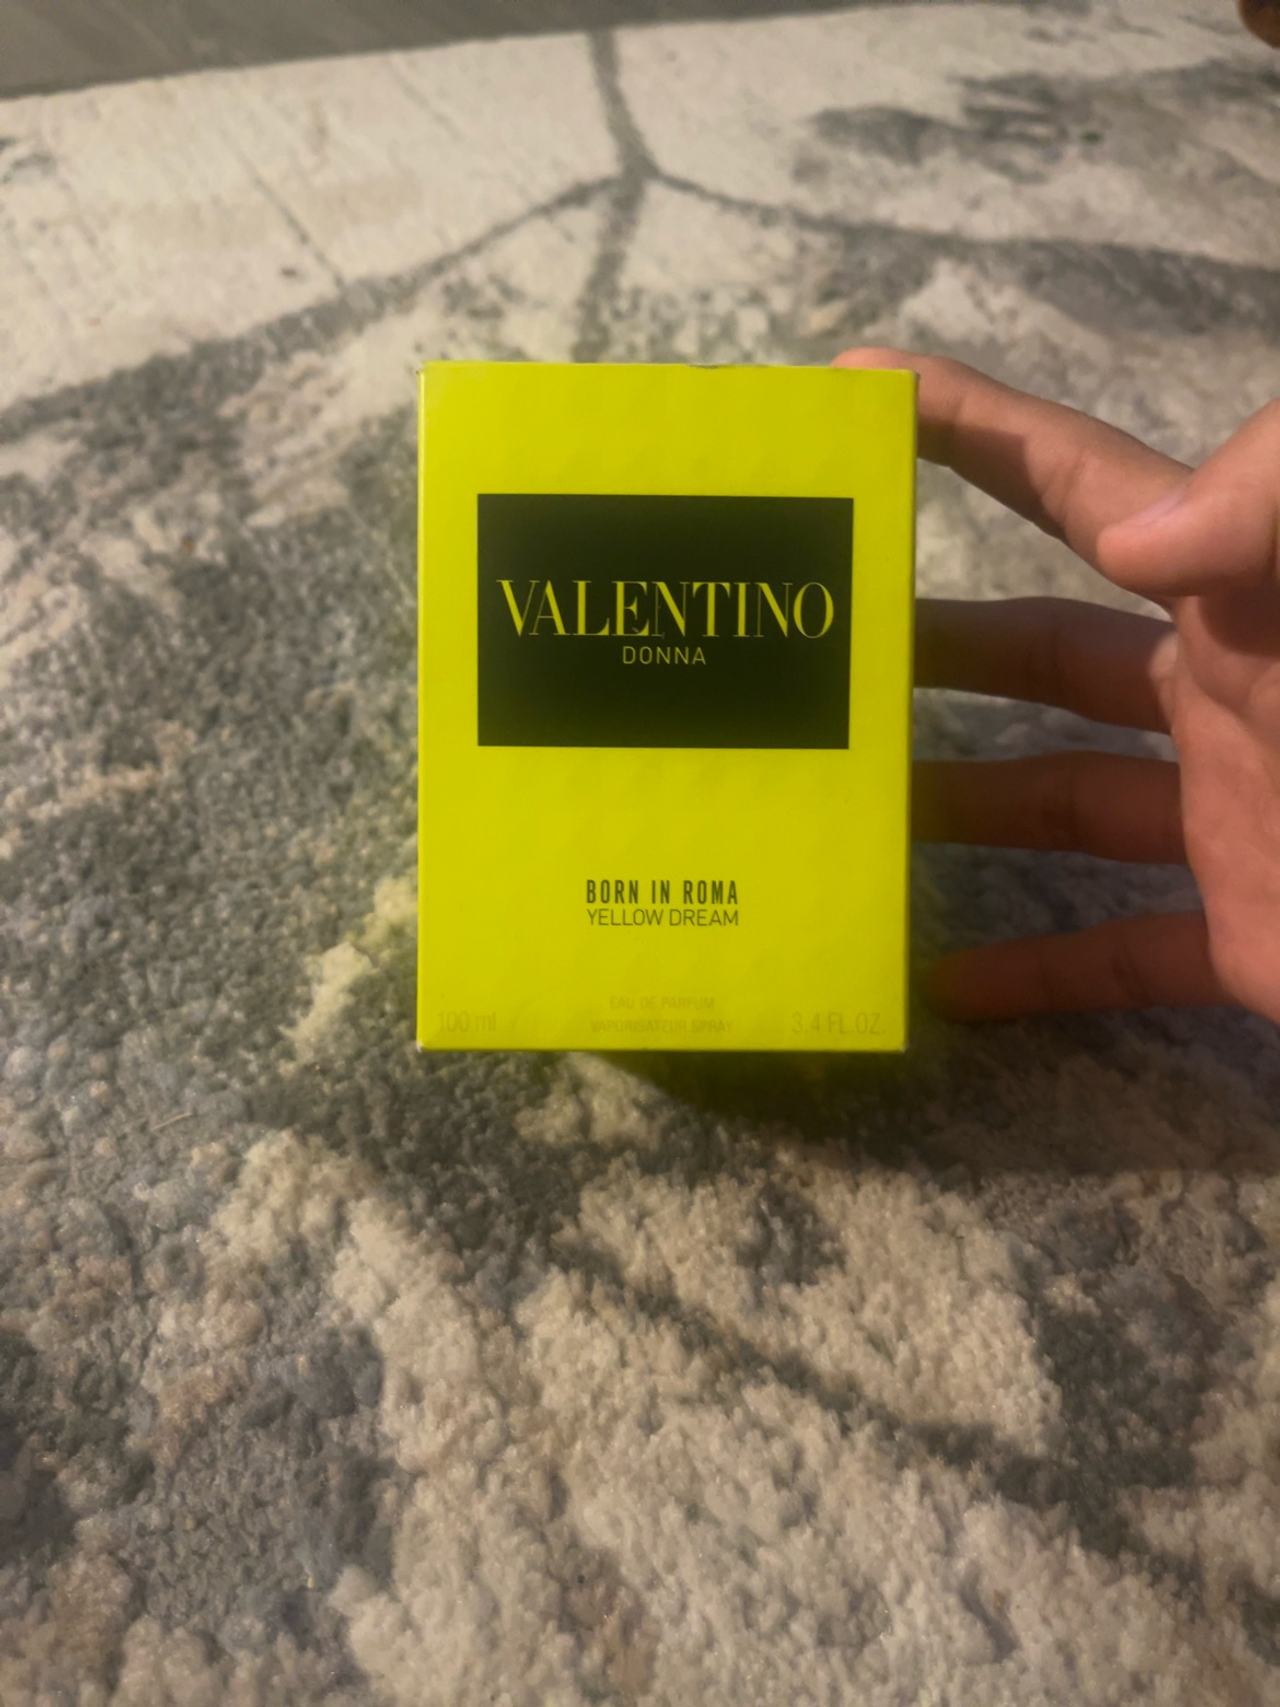 VALENTINO
DONNA
BORN IN ROMA
YELLOW DREAM
EAU DE PARFUM
100 ml VAPORISATEUR SPRAY 3.4 FL.OZ.